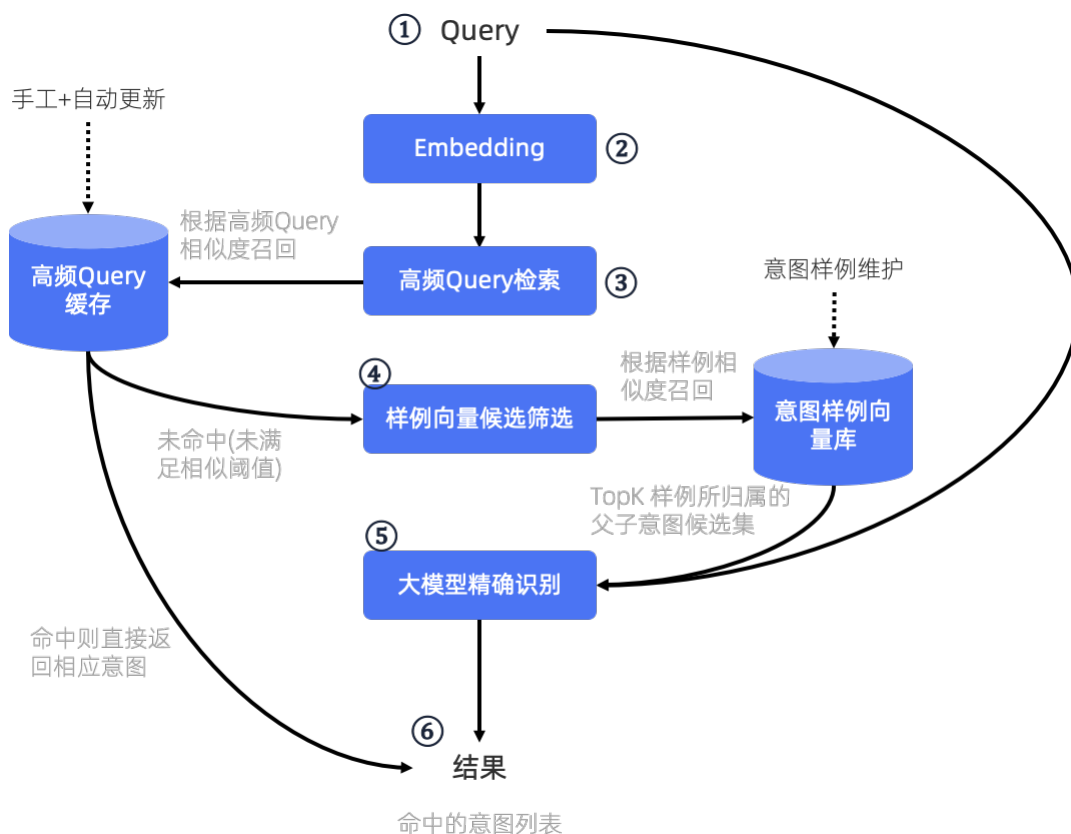 ① Query
手工+自动更新
Embedding ②
根据高频Query
相似度召回
高频Query
缓存
高频Query检索 ③
意图样例维护
④
样例向量候选筛选
根据样例相
似度召回
意图样例向
量库
未命中(未满
足相似阈值)
TopK 样例所归属的
父子意图候选集
⑤
大模型精确识别
命中则直接返
回相应意图
⑥
结果
命中的意图列表